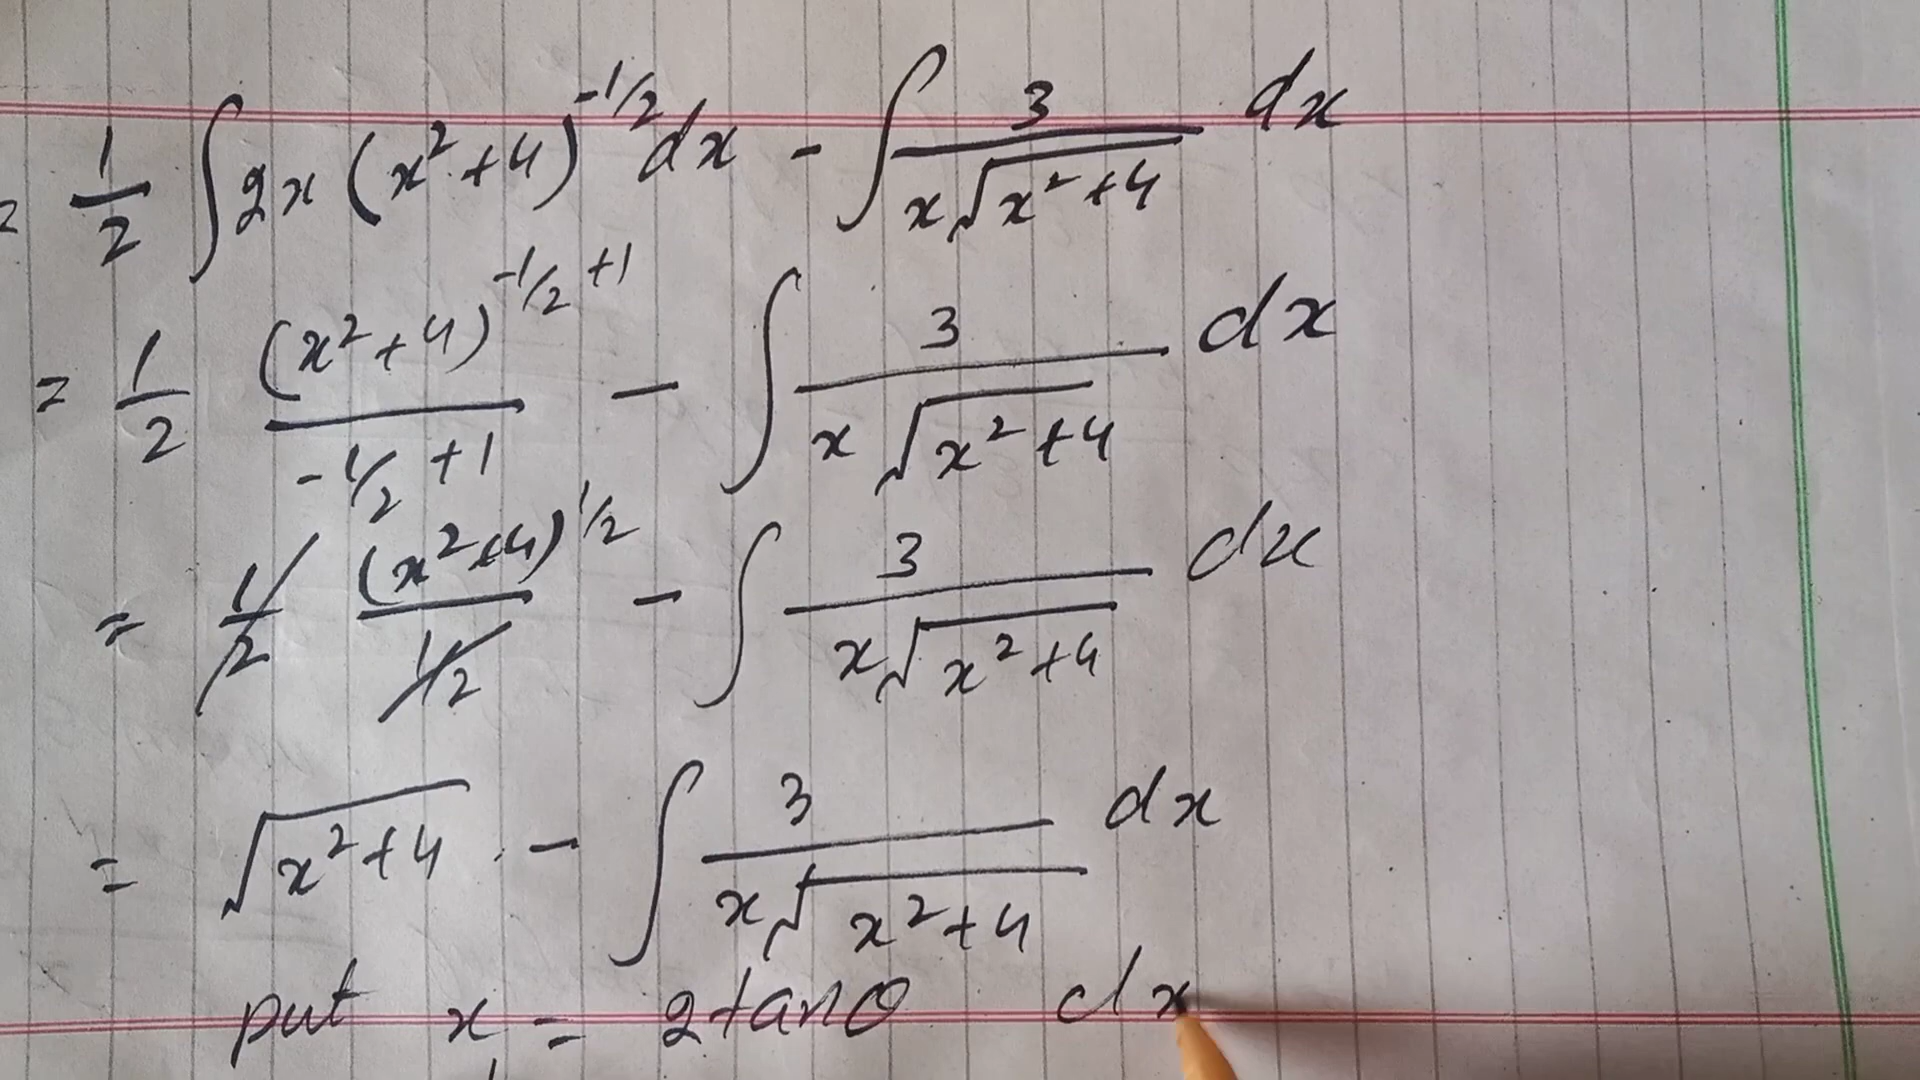 = 1/2 ∫ 2x (x²+4)^(-1/2) dx - ∫ 3/(x√(x²+4)) dx
= 1/2 (x²+4)^(-1/2 +1)/(-1/2 +1) - ∫ 3/(x√(x²+4)) dx
= 1/2 (x²+4)^(1/2)/(1/2) - ∫ 3/(x√(x²+4)) dx
= √(x²+4) - ∫ 3/(x√(x²+4)) dx
put x = 2tanθ dx